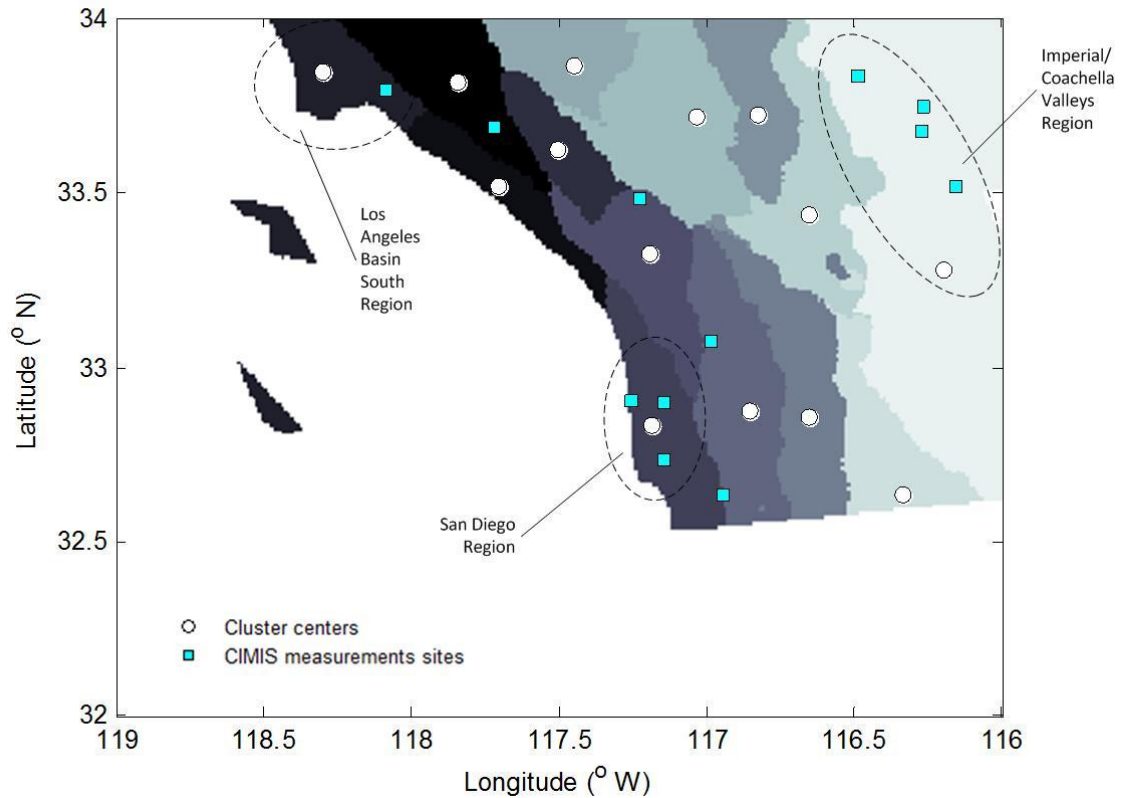 34
33.5
33
32.5
32
Latitude (° N)
Imperial/
Coachella
Valleys
Region
Los
Angeles
Basin
South
Region
San Diego
Region
Cluster centers
CIMIS measurements sites
119
118.5
118
117.5
117
116.5
116
Longitude (° W)